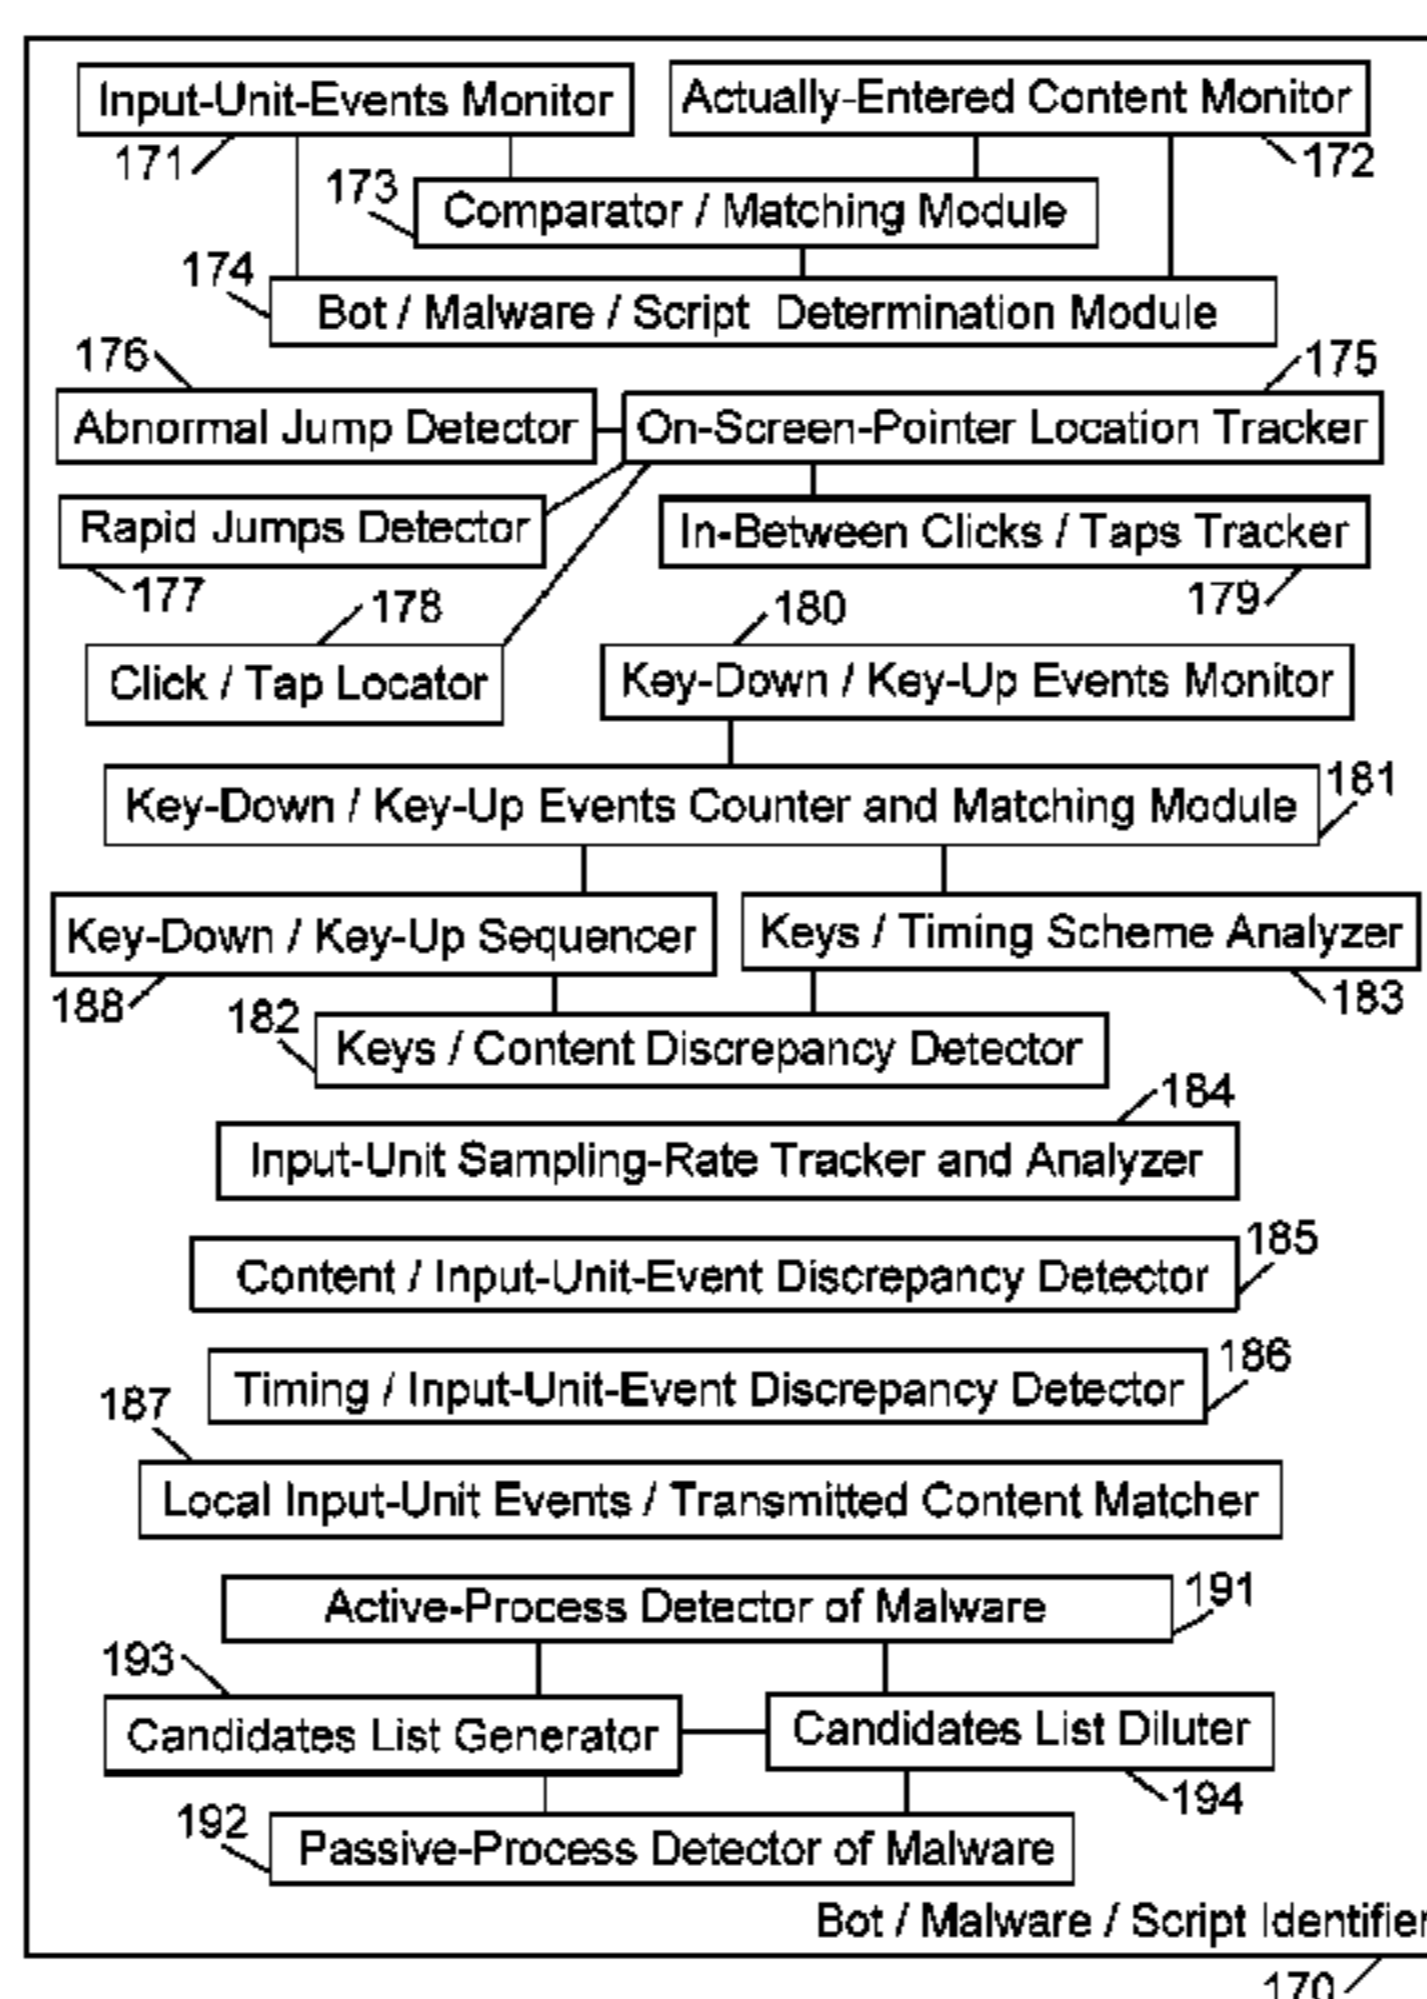 Input-Unit-Events Monitor
Actually-Entered Content Monitor
171
172
173
Comparator / Matching Module
174
Bot / Malware / Script Determination Module
176
175
Abnormal Jump Detector
On-Screen-Pointer Location Tracker
Rapid Jumps Detector
In-Between Clicks / Taps Tracker
177
179
178
180
Click / Tap Locator
Key-Down / Key-Up Events Monitor
181
Key-Down / Key-Up Events Counter and Matching Module
Key-Down / Key-Up Sequencer
Keys / Timing Scheme Analyzer
188
183
182
Keys / Content Discrepancy Detector
184
Input-Unit Sampling-Rate Tracker and Analyzer
185
Content / Input-Unit-Event Discrepancy Detector
186
Timing / Input-Unit-Event Discrepancy Detector
187
Local Input-Unit Events / Transmitted Content Matcher
191
Active-Process Detector of Malware
193
Candidates List Generator
Candidates List Diluter
194
192
Passive-Process Detector of Malware
Bot / Malware / Script Identifier
170